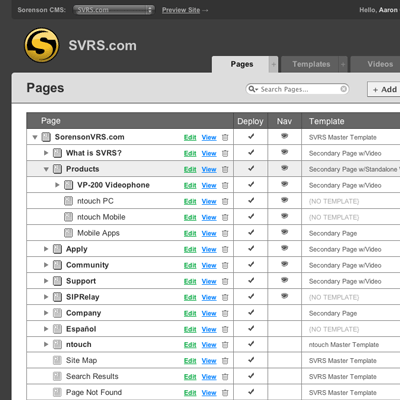 Sorenson CMS: SVRS.com Preview Site → Hello, Aaron
S SVRS.com
Pages + Templates + Videos
Pages Search Pages... + Add
Page Deploy Nav Template
SorensonVRS.com Edit View SVRS Master Template
What is SVRS? Edit View Secondary Page w/Video
Products Edit View Secondary Page w/Standalone
VP-200 Videophone Edit View Secondary Page w/Video
ntouch PC Edit View (NO TEMPLATE)
ntouch Mobile Edit View (NO TEMPLATE)
Mobile Apps Edit View Secondary Page
Apply Edit View Secondary Page w/Video
Community Edit View Secondary Page w/Video
Support Edit View Secondary Page w/Video
SIPRelay Edit View (NO TEMPLATE)
Company Edit View Secondary Page
Español Edit View (NO TEMPLATE)
ntouch Edit View ntouch Master Template
Site Map Edit View SVRS Master Template
Search Results Edit View SVRS Master Template
Page Not Found Edit View SVRS Master Template